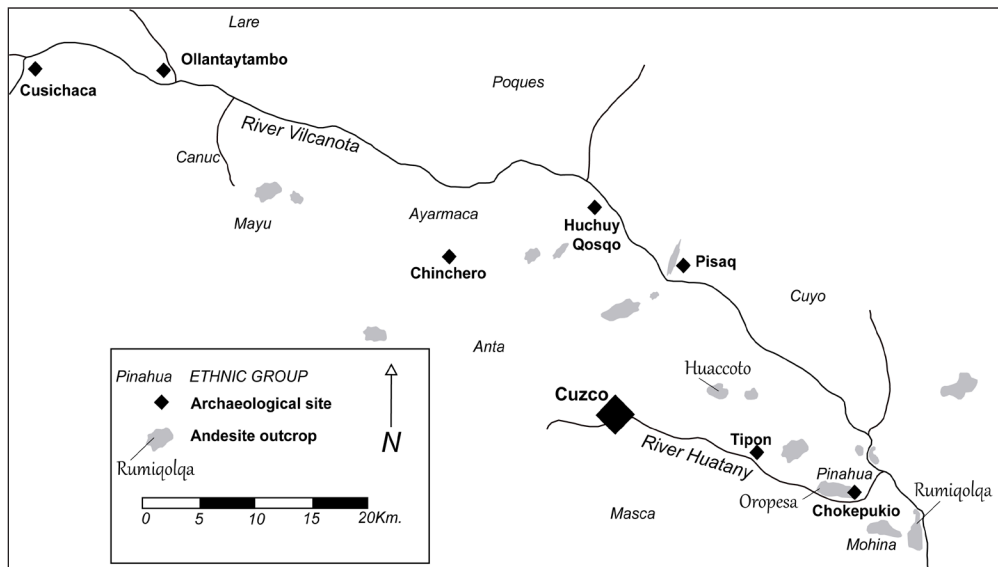 Lare
Ollantaytambo
Cusichaca
Poques
River Vilcanota
Canuc
Mayu
Ayarmaca
Huchuy
Qosqo
Chinchero
Pisaq
Cuyo
Anta
Huaccoto
Cuzco
River Huatany
Tipon
Pinahua
Oropesa
Rumiqolqa
Chokepukio
Masca
Mohina
Pinahua ETHNIC GROUP
Archaeological site
Andesite outcrop
Rumiqolqa
N
0 5 10 15 20Km.